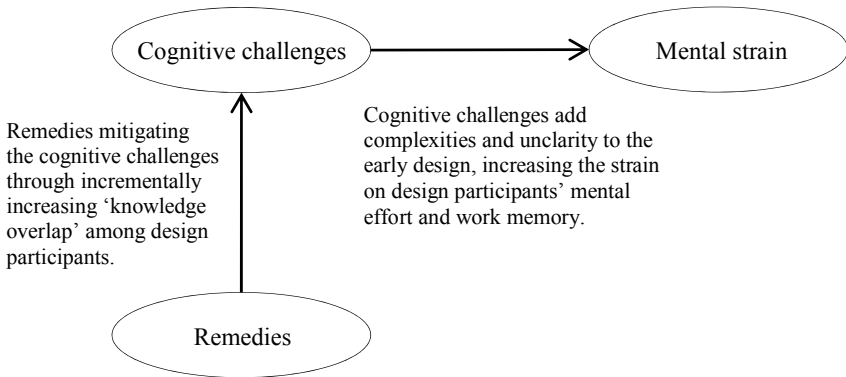 Cognitive challenges
Mental strain
Remedies mitigating
the cognitive challenges
through incrementally
increasing ‘knowledge
overlap’ among design
participants.
Cognitive challenges add
complexities and unclarity to the
early design, increasing the strain
on design participants’ mental
effort and work memory.
Remedies